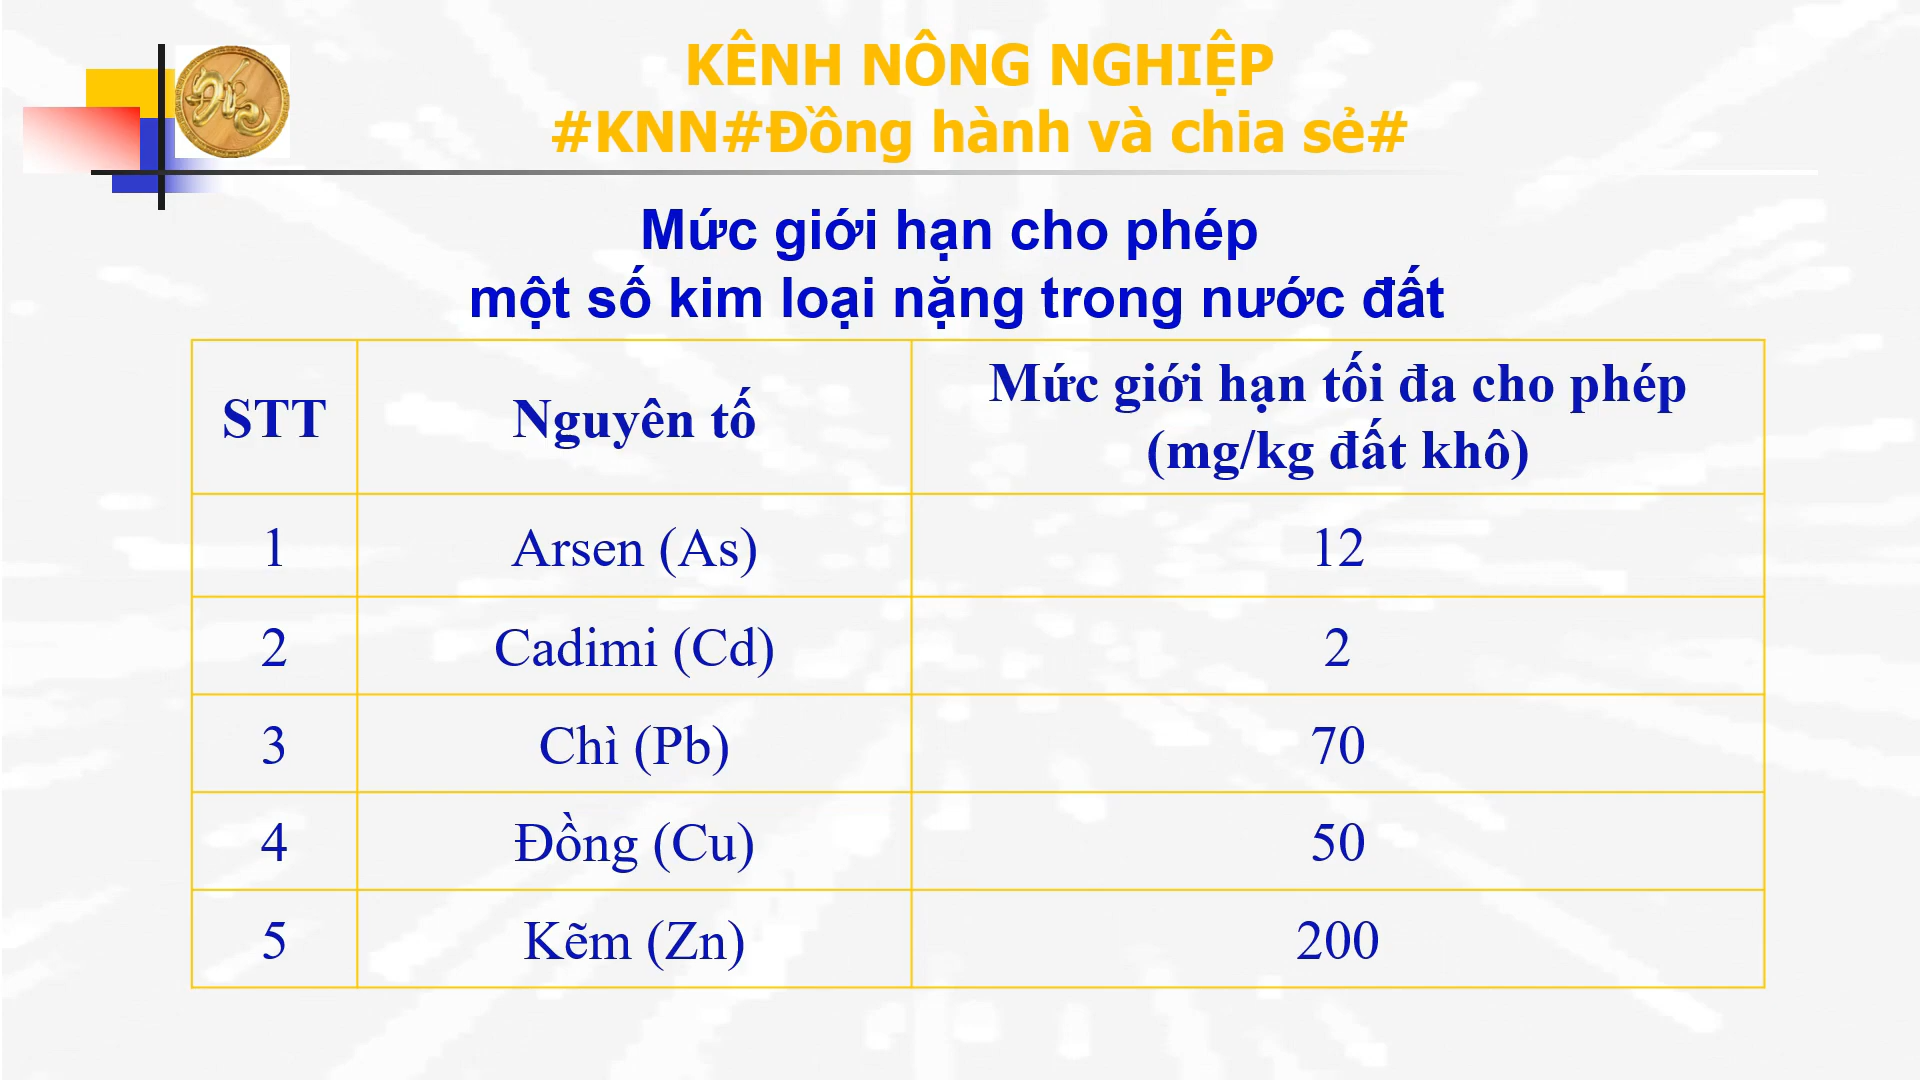 KÊNH NÔNG NGHIỆP
#KNN#Đồng hành và chia sẻ#
Mức giới hạn cho phép
một số kim loại nặng trong nước đất
STT Nguyên tố Mức giới hạn tối đa cho phép
(mg/kg đất khô)
1 Arsen (As) 12
2 Cadimi (Cd) 2
3 Chì (Pb) 70
4 Đồng (Cu) 50
5 Kẽm (Zn) 200